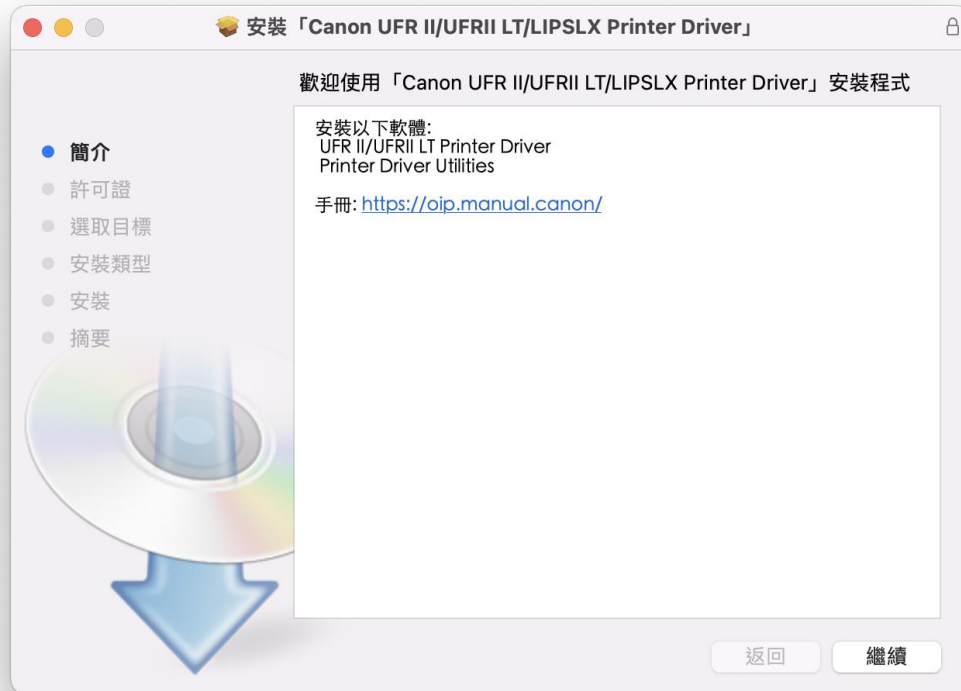 安裝「Canon UFR II/UFRII LT/LIPSLX Printer Driver」
歡迎使用「Canon UFR II/UFRII LT/LIPSLX Printer Driver」安裝程式
簡介
許可證
選取目標
安裝類型
安裝
摘要
安裝以下軟體:
UFR II/UFRII LT Printer Driver
Printer Driver Utilities
手冊: https://oip.manual.canon/
返回
繼續